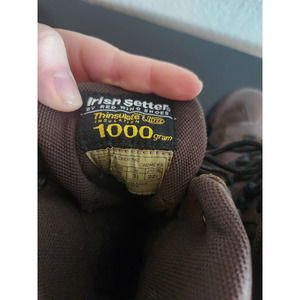 Irish Setter
BY RED WING SHOES
Thinsulate Ultra
INSULATION
1000 gram